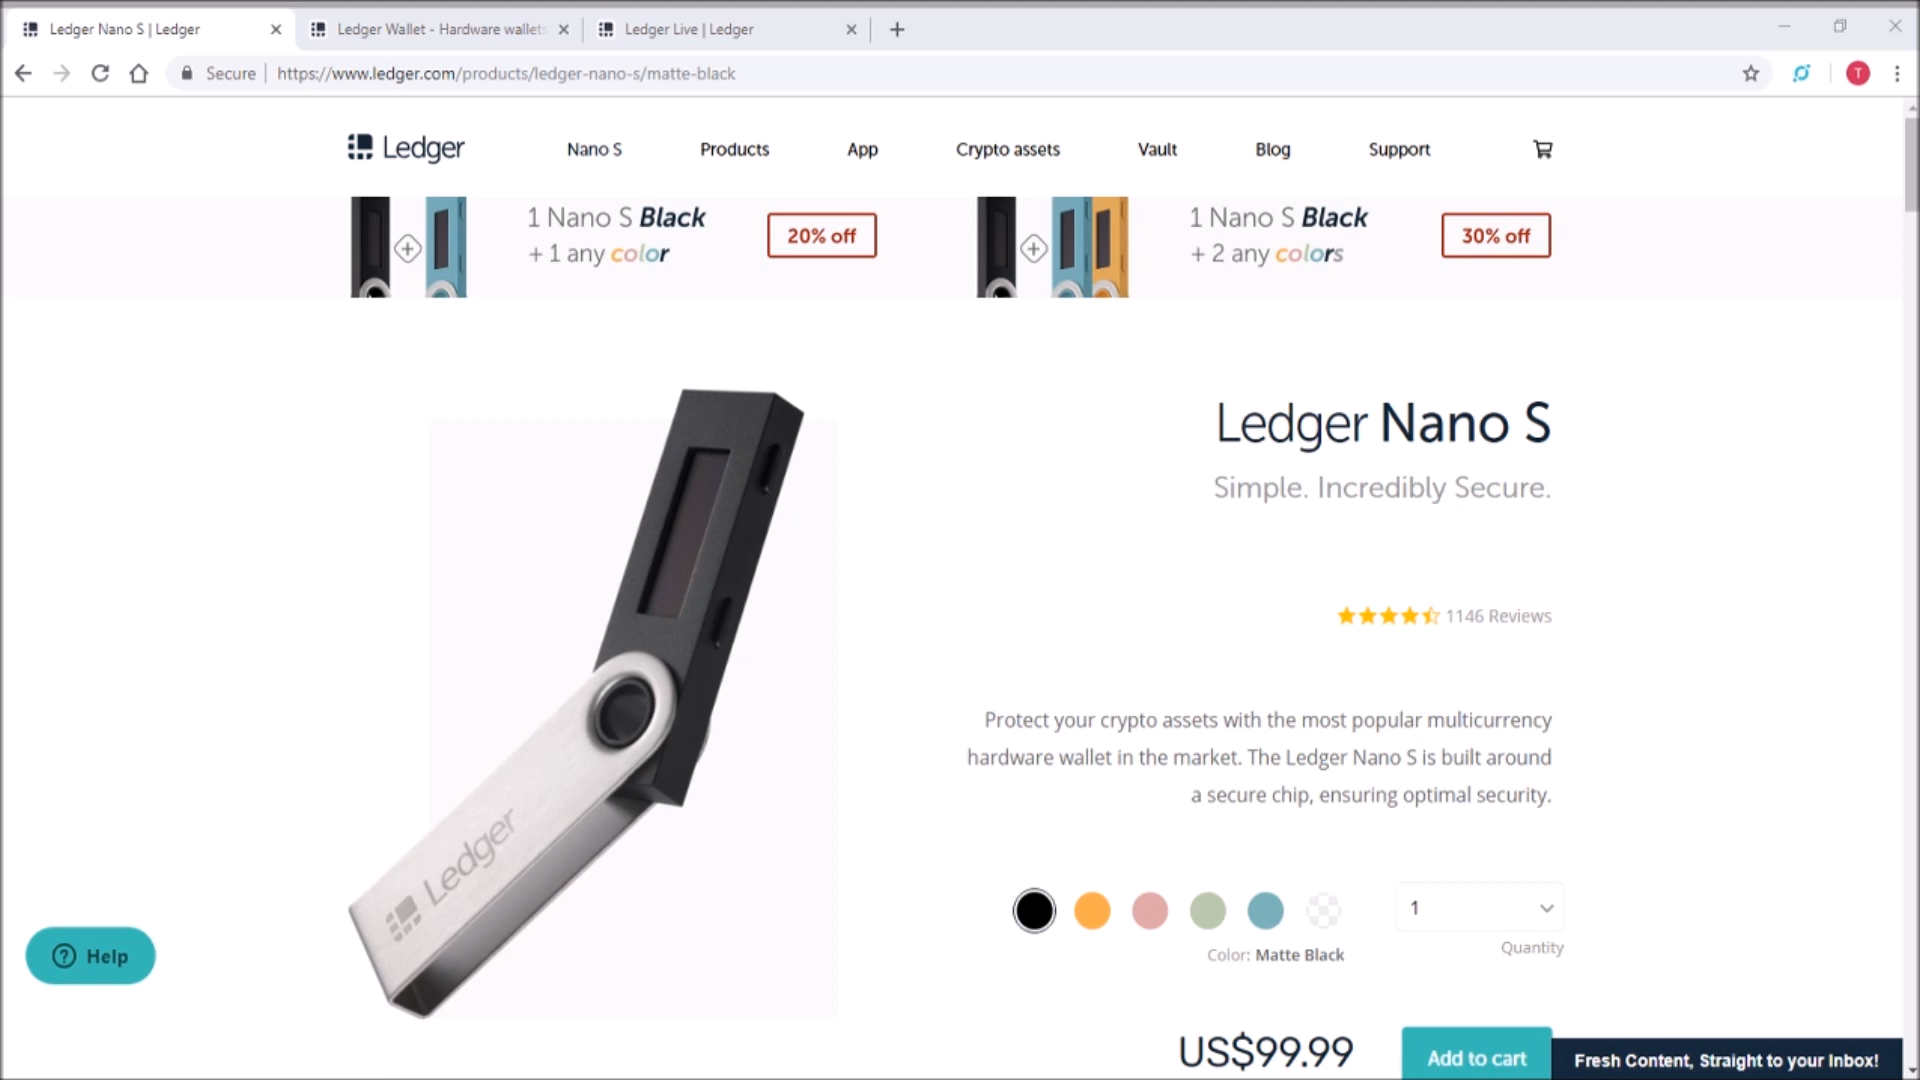 Ledger Nano S | Ledger
Ledger Wallet - Hardware wallets
Ledger Live | Ledger
Secure
https://www.ledger.com/products/ledger-nano-s/matte-black
T
Ledger
Nano S
Products
App
Crypto assets
Vault
Blog
Support
1 Nano S Black
+ 1 any color
20% off
1 Nano S Black
+ 2 any colors
30% off
Ledger Nano S
Simple. Incredibly Secure.
1146 Reviews
Protect your crypto assets with the most popular multicurrency
hardware wallet in the market. The Ledger Nano S is built around
a secure chip, ensuring optimal security.
Ledger
1
Color: Matte Black
Quantity
? Help
US$99.99
Add to cart
Fresh Content, Straight to your Inbox!